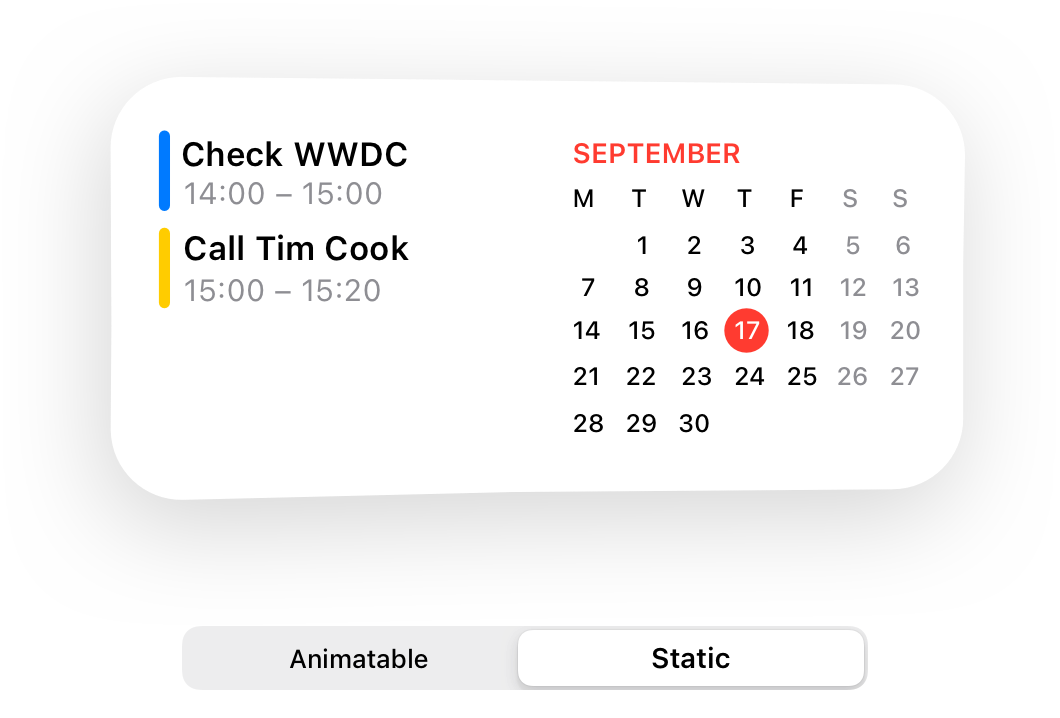 Check WWDC
14:00 – 15:00
Call Tim Cook
15:00 – 15:20
SEPTEMBER
M T W T F S S
1 2 3 4 5 6
7 8 9 10 11 12 13
14 15 16 17 18 19 20
21 22 23 24 25 26 27
28 29 30
Animatable Static